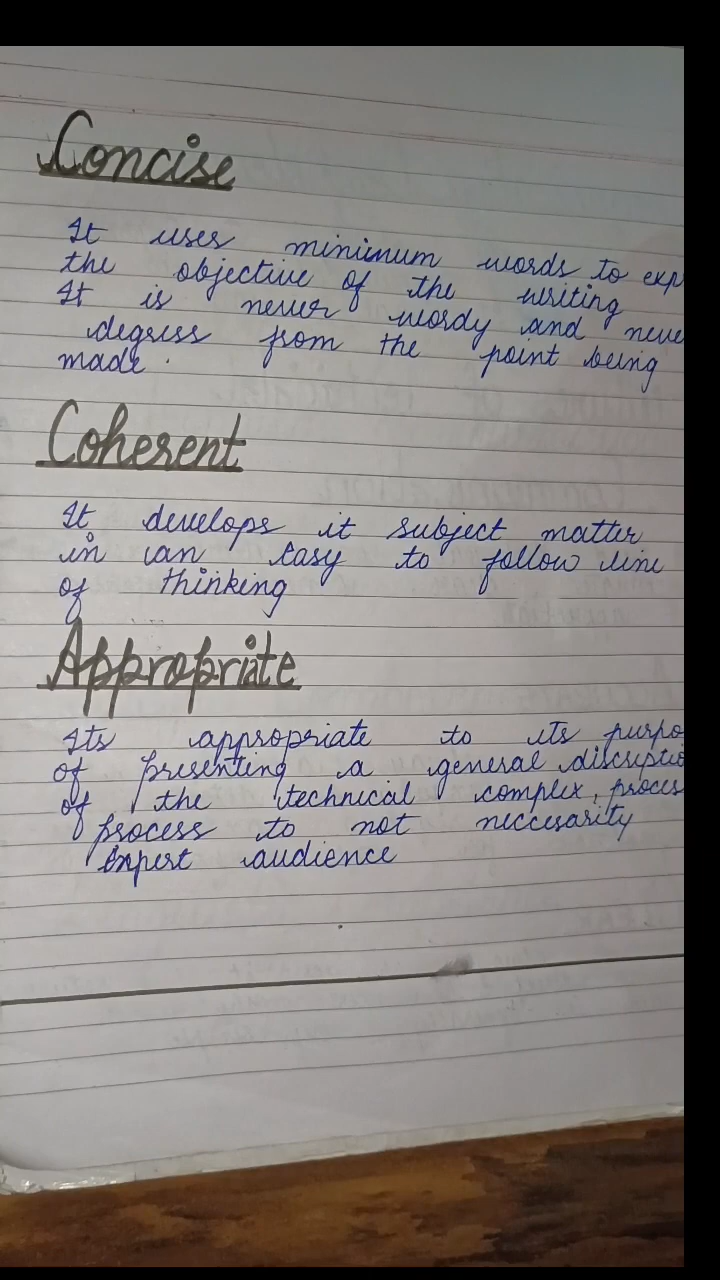 Concise
It uses minimum words to exp
the objective of the writing
It is never wordy and neve
degress from the point being
made.
Coherent
It develops it subject matter
in an easy to follow line
of thinking
Appropriate
Its appropriate to its purpo
of presenting a general discriptio
of the technical complex, proces
process to not neccesarity
expert audience